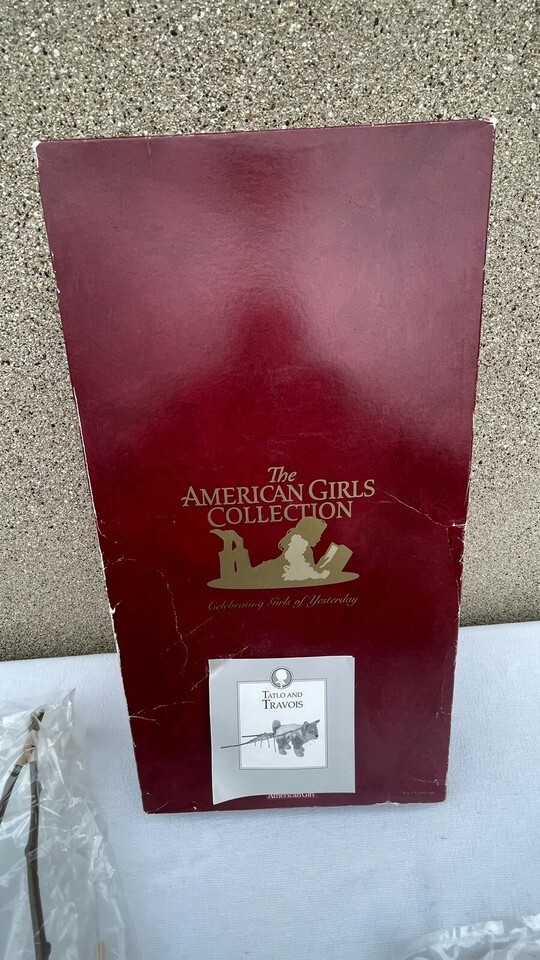 The
AMERICAN GIRLS
COLLECTION
Celebrating Girls of Yesterday
TATLO AND
TRAVOIS
American Girl